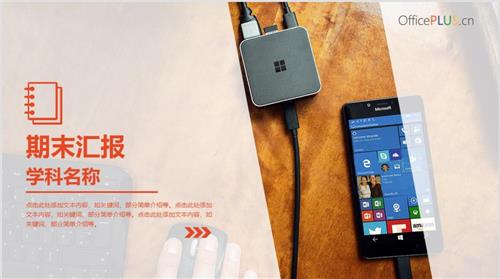 OfficePLUS.cn
期末汇报
学科名称
点击此处添加文本内容，如关键词、部分简单介绍等。点击此处添加
文本内容，如关键词、部分简单介绍等。点击此处添加文本内容，如
关键词、部分简单介绍等。
Microsoft